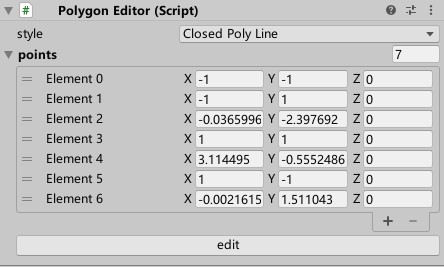 # Polygon Editor (Script)
style Closed Poly Line
points 7
Element 0 X -1 Y -1 Z 0
Element 1 X -1 Y 1 Z 0
Element 2 X -0.0365996 Y -2.397692 Z 0
Element 3 X 1 Y 1 Z 0
Element 4 X 3.114495 Y -0.5552486 Z 0
Element 5 X 1 Y -1 Z 0
Element 6 X -0.0021615 Y 1.511043 Z 0
+ −
edit